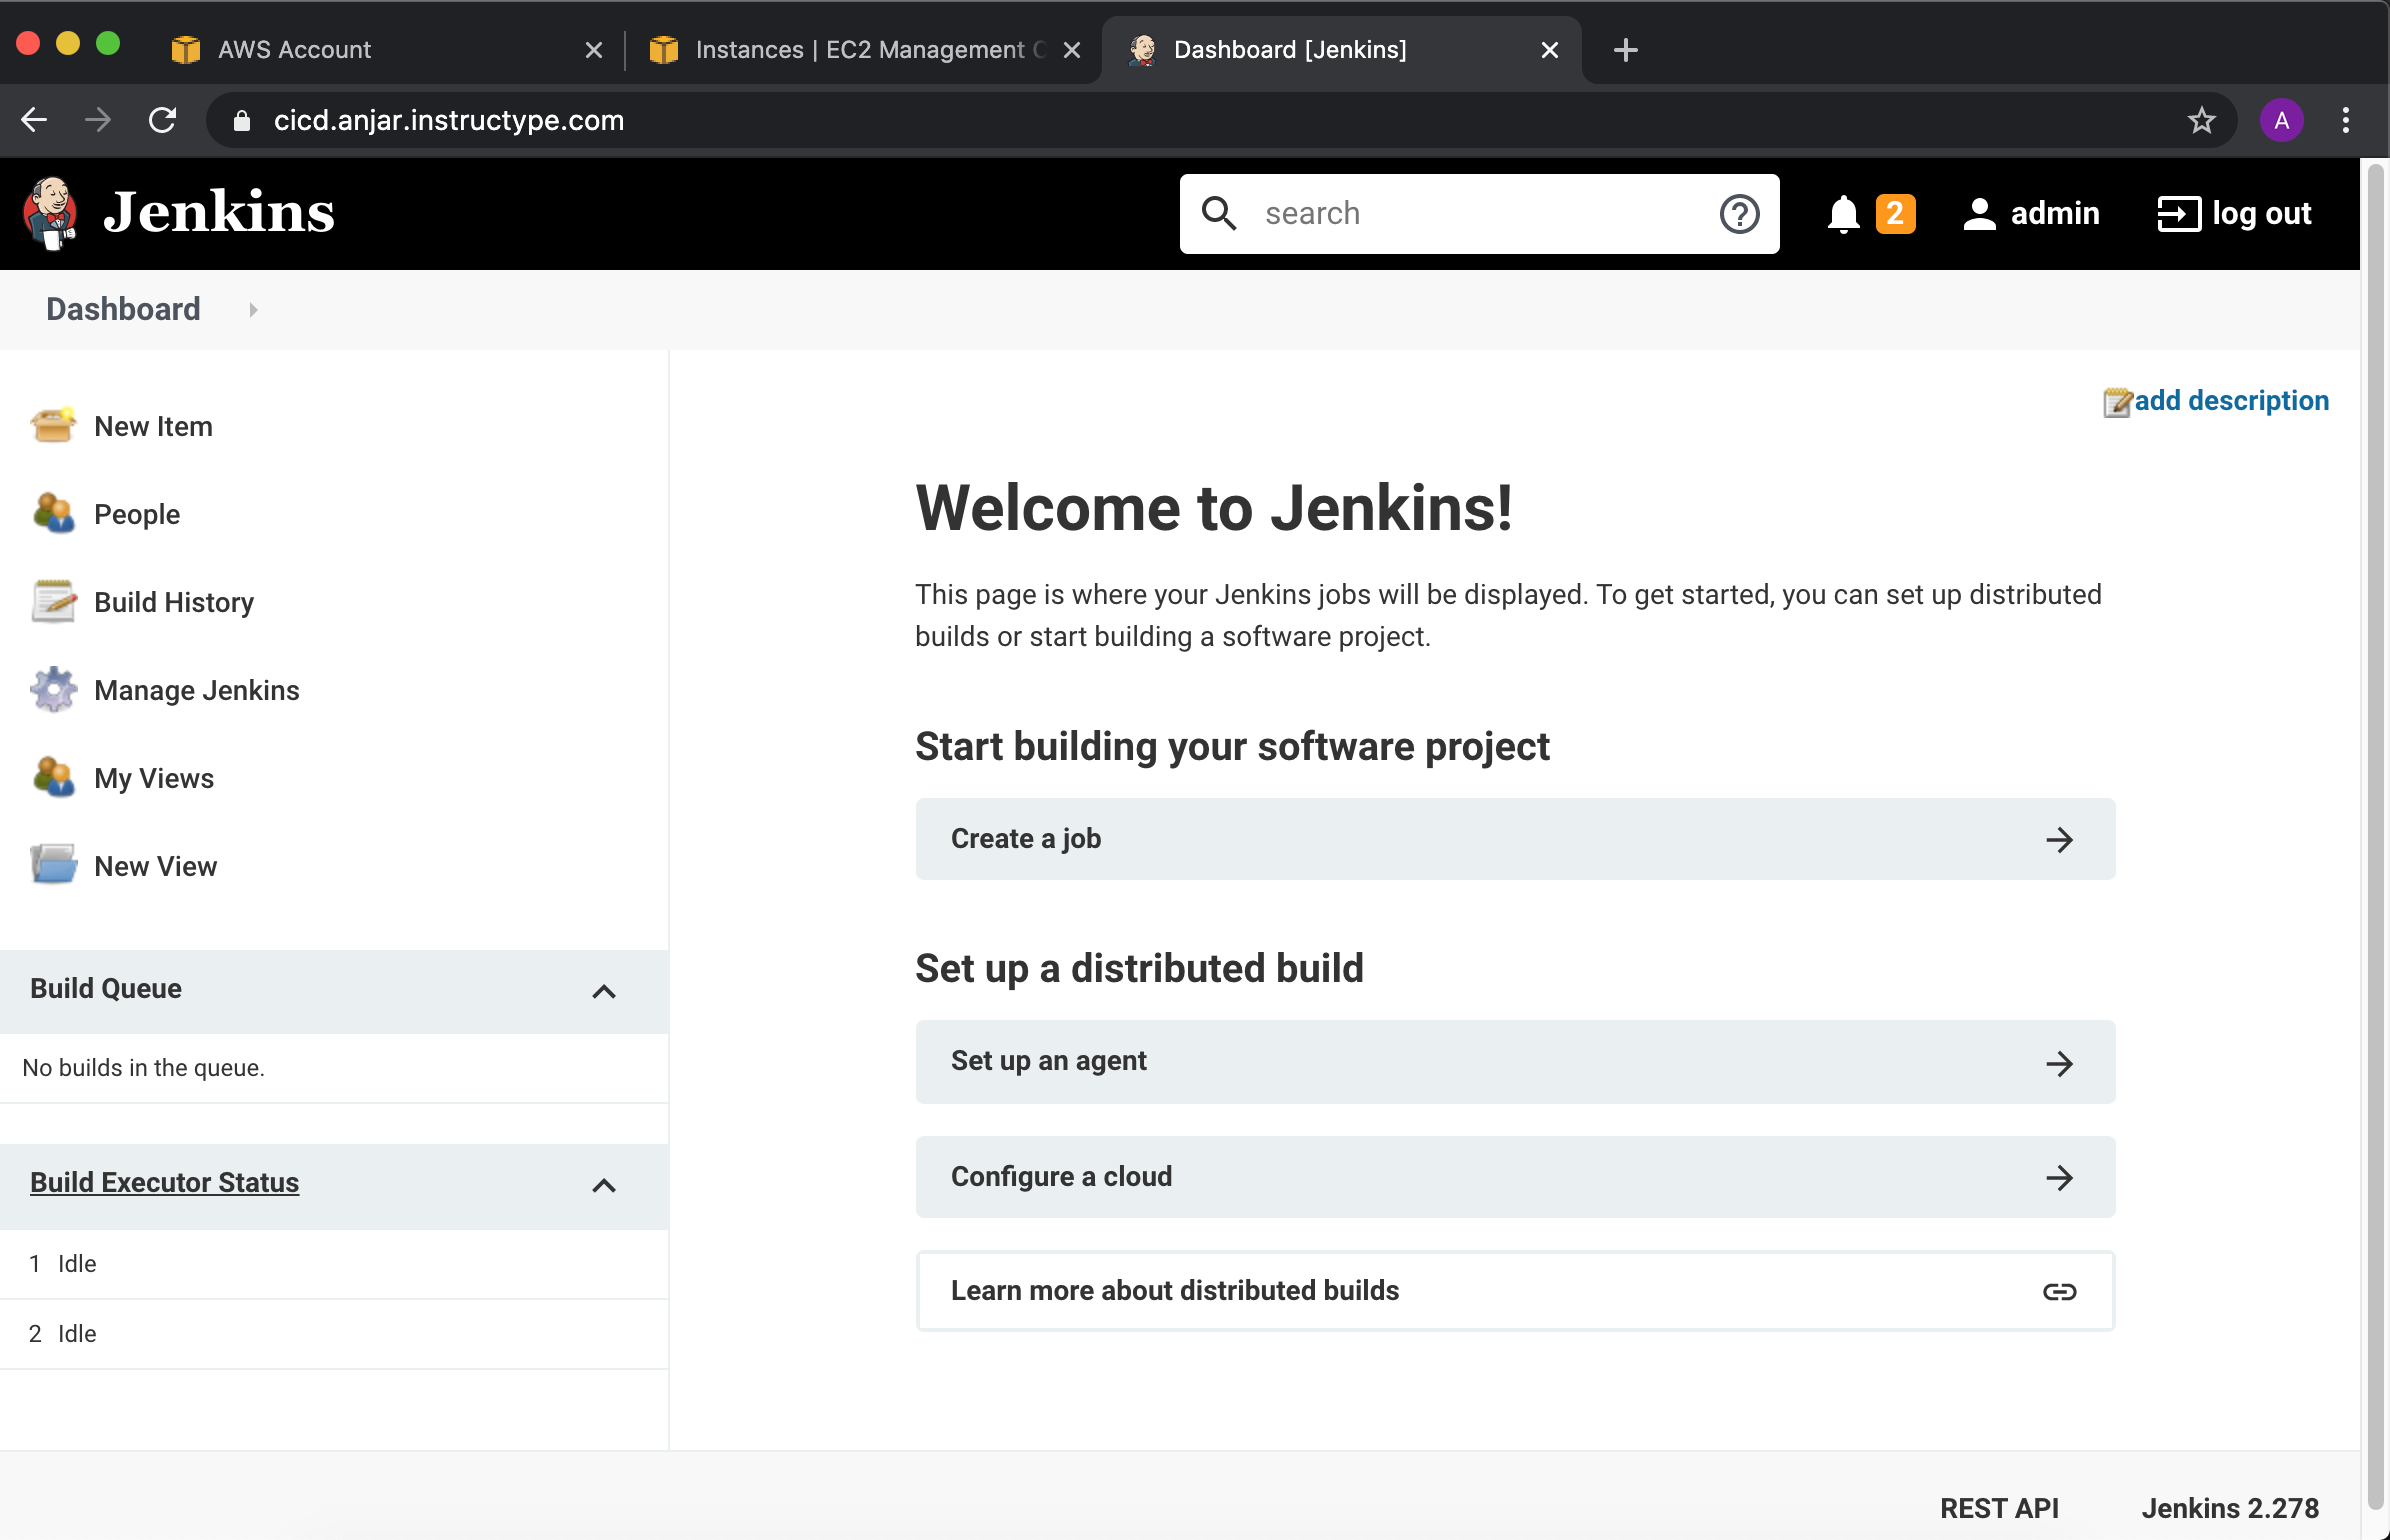 AWS Account
Instances | EC2 Management C
Dashboard [Jenkins]
cicd.anjar.instructype.com
A
Jenkins
search
2
admin
log out
Dashboard
New Item
People
Build History
Manage Jenkins
My Views
New View
Build Queue
No builds in the queue.
Build Executor Status
1 Idle
2 Idle
add description
Welcome to Jenkins!
This page is where your Jenkins jobs will be displayed. To get started, you can set up distributed
builds or start building a software project.
Start building your software project
Create a job
Set up a distributed build
Set up an agent
Configure a cloud
Learn more about distributed builds
REST API
Jenkins 2.278